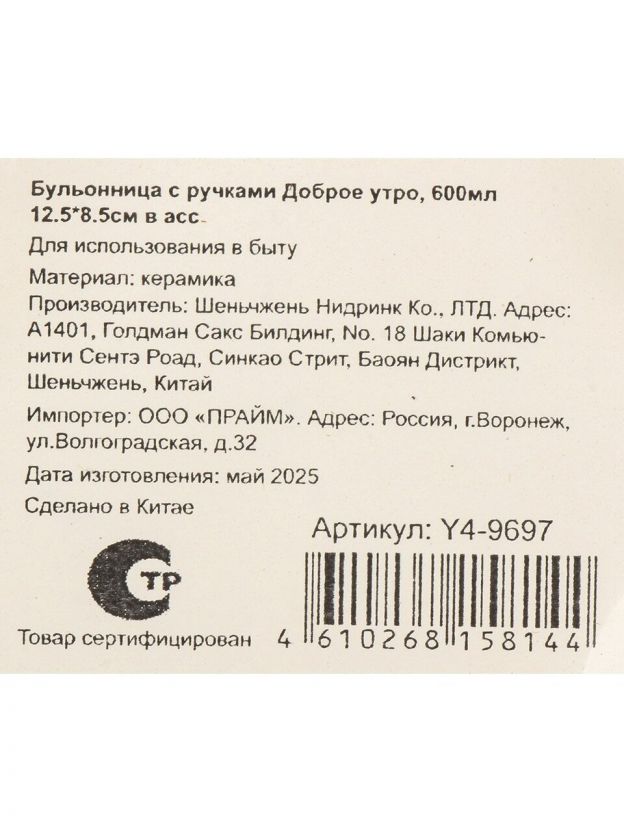 Бульонница с ручками Доброе утро, 600мл
12.5*8.5см в асс
Для использования в быту
Материал: керамика
Производитель: Шеньчжень Нидринк Ко., ЛТД. Адрес:
А1401, Голдман Сакс Билдинг, No. 18 Шаки Комью-
нити Сентэ Роад, Синкао Стрит, Баоян Дистрикт,
Шеньчжень, Китай
Импортер: ООО «ПРАЙМ». Адрес: Россия, г.Воронеж,
ул.Волгоградская, д.32
Дата изготовления: май 2025
Сделано в Китае
Артикул: Y4-9697
ТР
Товар сертифицирован
4 610268 158144